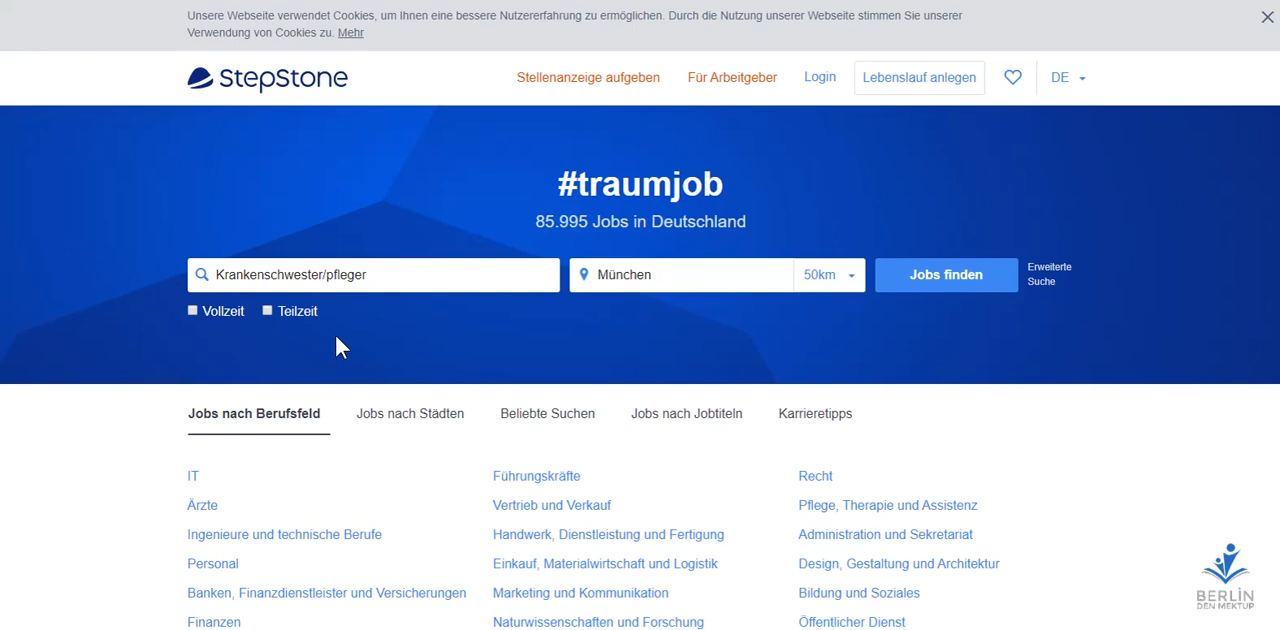 Unsere Webseite verwendet Cookies, um Ihnen eine bessere Nutzererfahrung zu ermöglichen. Durch die Nutzung unserer Webseite stimmen Sie unserer
Verwendung von Cookies zu. Mehr
StepStone
Stellenanzeige aufgeben
Für Arbeitgeber
Login
Lebenslauf anlegen
DE
#traumjob
85.995 Jobs in Deutschland
Krankenschwester/pfleger
München
50km
Jobs finden
Erweiterte
Suche
Vollzeit
Teilzeit
Jobs nach Berufsfeld
Jobs nach Städten
Beliebte Suchen
Jobs nach Jobtiteln
Karrieretipps
IT
Führungskräfte
Recht
Ärzte
Vertrieb und Verkauf
Pflege, Therapie und Assistenz
Ingenieure und technische Berufe
Handwerk, Dienstleistung und Fertigung
Administration und Sekretariat
Personal
Einkauf, Materialwirtschaft und Logistik
Design, Gestaltung und Architektur
Banken, Finanzdienstleister und Versicherungen
Marketing und Kommunikation
Bildung und Soziales
Finanzen
Naturwissenschaften und Forschung
Öffentlicher Dienst
BERLİN
DEN MEKTUP